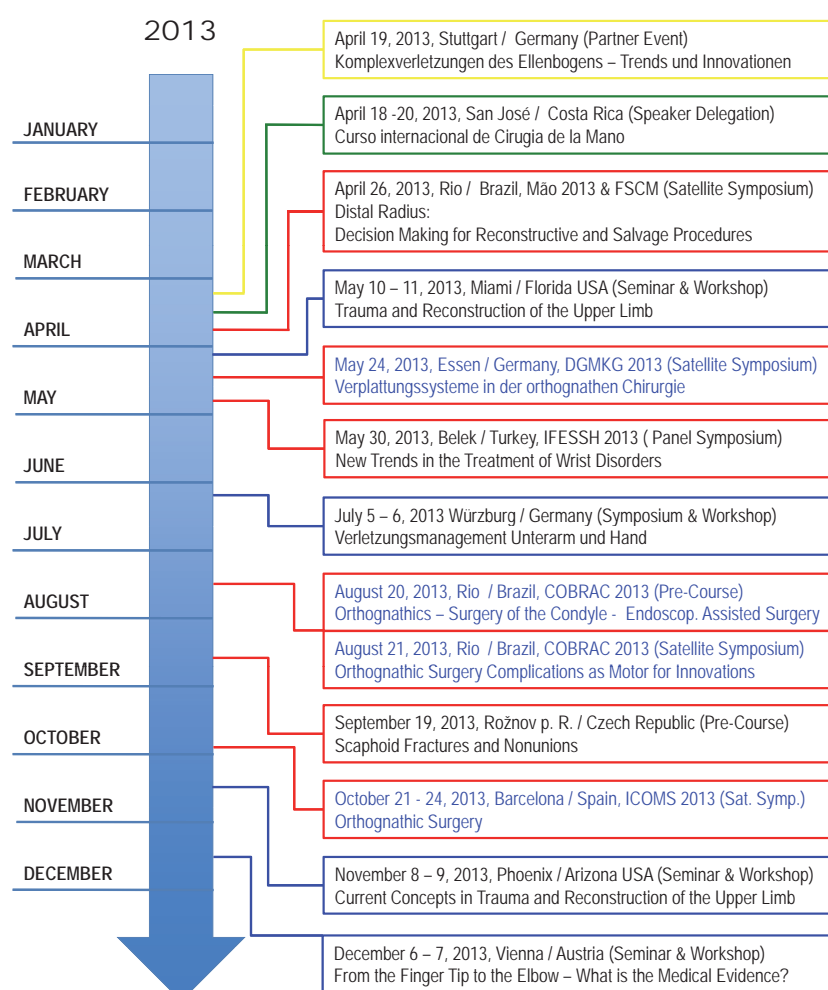 2013
JANUARY
FEBRUARY
MARCH
APRIL
MAY
JUNE
JULY
AUGUST
SEPTEMBER
OCTOBER
NOVEMBER
DECEMBER
April 19, 2013, Stuttgart / Germany (Partner Event)
Komplexverletzungen des Ellenbogens – Trends und Innovationen
April 18 -20, 2013, San José / Costa Rica (Speaker Delegation)
Curso internacional de Cirugia de la Mano
April 26, 2013, Rio / Brazil, Mão 2013 & FSCM (Satellite Symposium)
Distal Radius:
Decision Making for Reconstructive and Salvage Procedures
May 10 – 11, 2013, Miami / Florida USA (Seminar & Workshop)
Trauma and Reconstruction of the Upper Limb
May 24, 2013, Essen / Germany, DGMKG 2013 (Satellite Symposium)
Verplattungssysteme in der orthognathen Chirurgie
May 30, 2013, Belek / Turkey, IFESSH 2013 ( Panel Symposium)
New Trends in the Treatment of Wrist Disorders
July 5 – 6, 2013 Würzburg / Germany (Symposium & Workshop)
Verletzungsmanagement Unterarm und Hand
August 20, 2013, Rio / Brazil, COBRAC 2013 (Pre-Course)
Orthognathics – Surgery of the Condyle - Endoscop. Assisted Surgery
August 21, 2013, Rio / Brazil, COBRAC 2013 (Satellite Symposium)
Orthognathic Surgery Complications as Motor for Innovations
September 19, 2013, Rožnov p. R. / Czech Republic (Pre-Course)
Scaphoid Fractures and Nonunions
October 21 - 24, 2013, Barcelona / Spain, ICOMS 2013 (Sat. Symp.)
Orthognathic Surgery
November 8 – 9, 2013, Phoenix / Arizona USA (Seminar & Workshop)
Current Concepts in Trauma and Reconstruction of the Upper Limb
December 6 – 7, 2013, Vienna / Austria (Seminar & Workshop)
From the Finger Tip to the Elbow – What is the Medical Evidence?